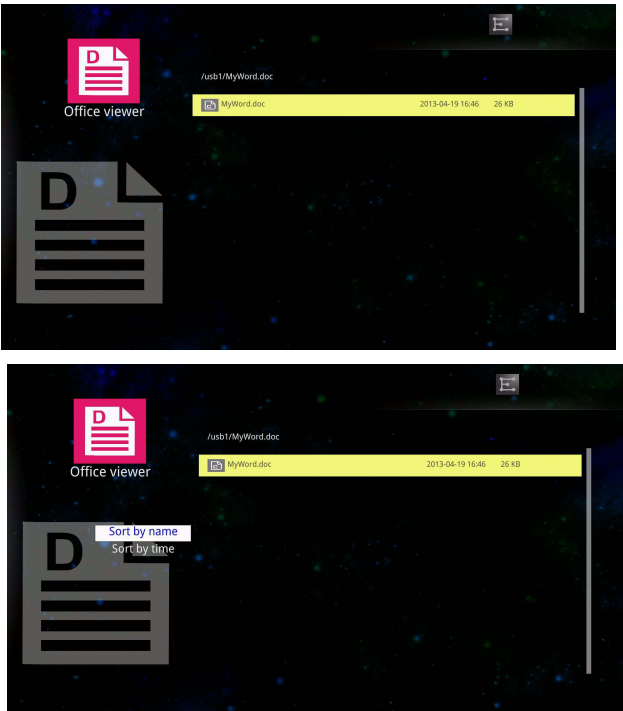 D
Office viewer
/usb1/MyWord.doc
MyWord.doc 2013-04-19 16:46 26 KB
D
D
Office viewer
/usb1/MyWord.doc
MyWord.doc 2013-04-19 16:46 26 KB
Sort by name
Sort by time
D